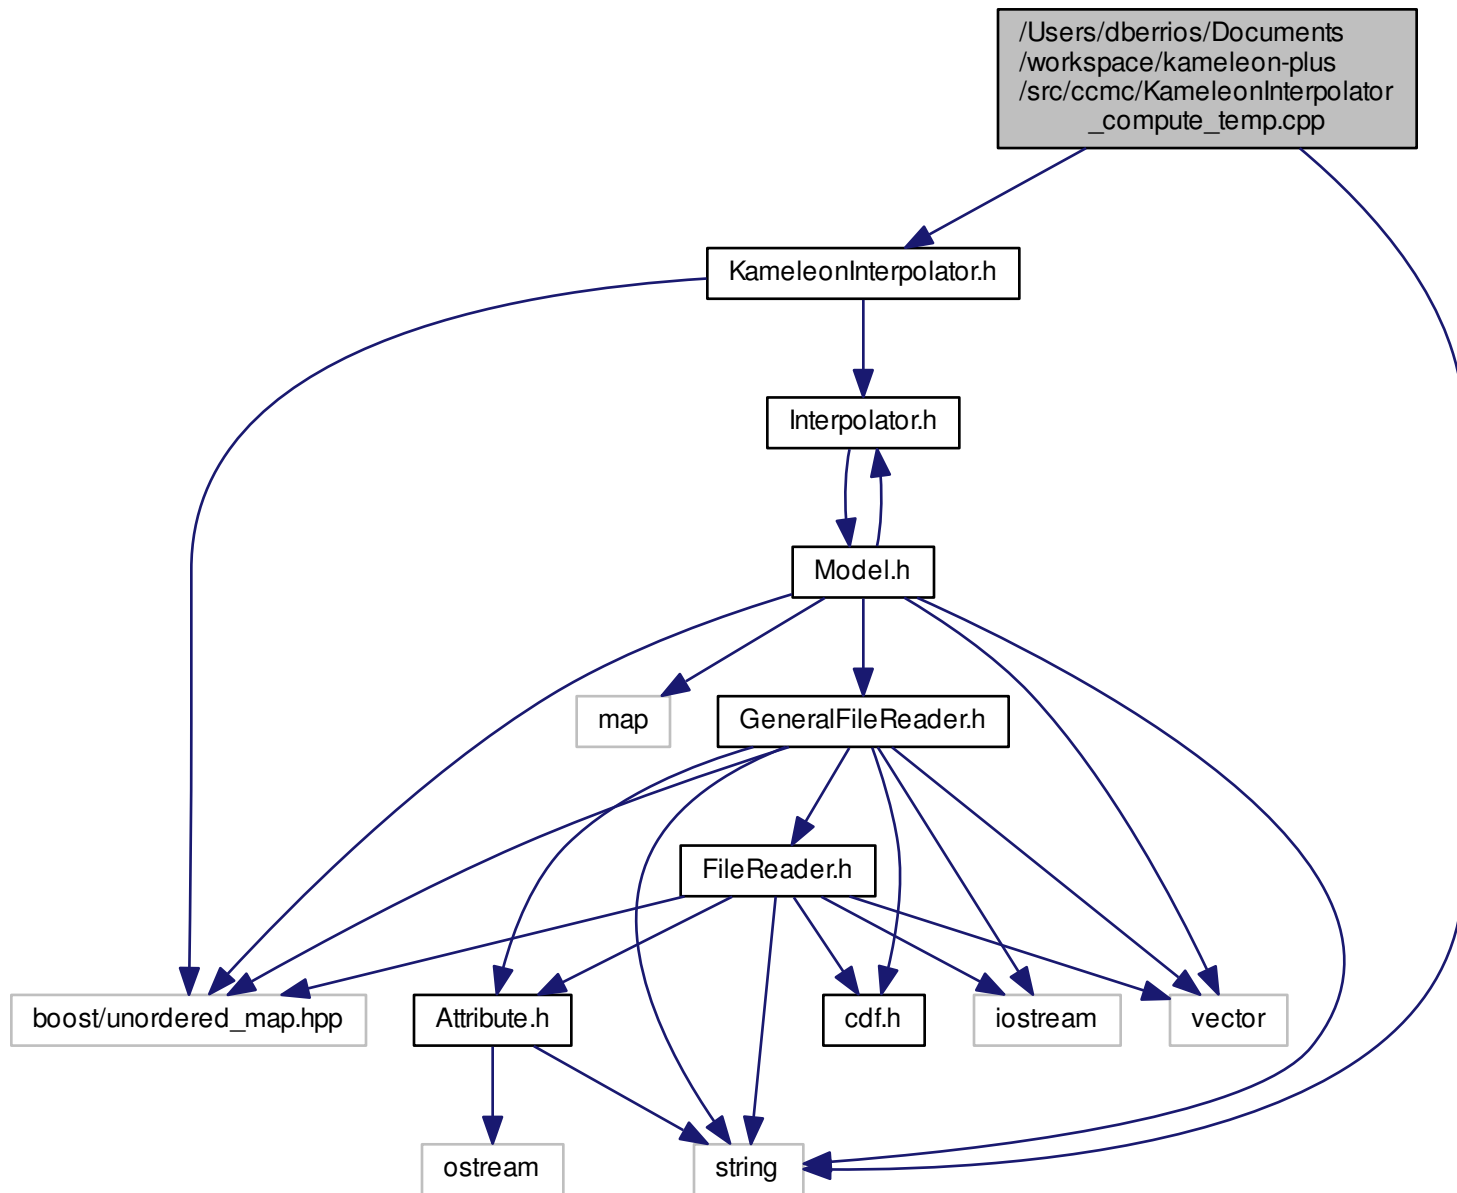 /Users/dberrios/Documents
/workspace/kameleon-plus
/src/ccmc/KameleonInterpolator
_compute_temp.cpp
KameleonInterpolator.h
Interpolator.h
Model.h
map
GeneralFileReader.h
FileReader.h
boost/unordered_map.hpp
Attribute.h
cdf.h
iostream
vector
ostream
string